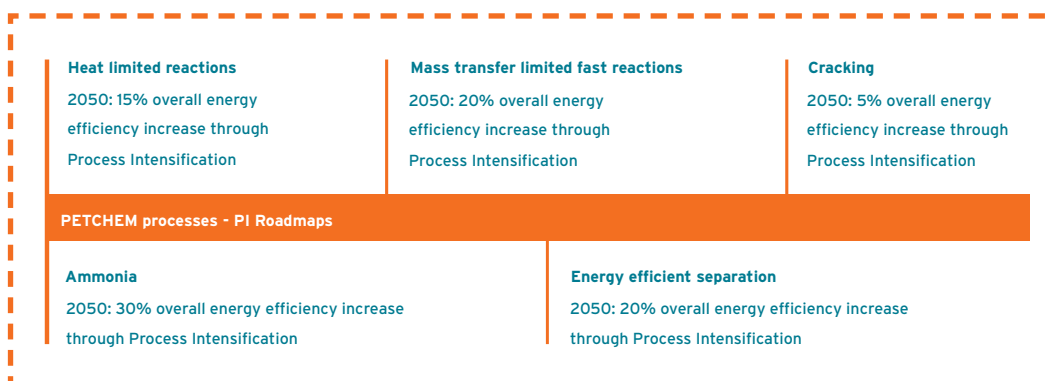 Heat limited reactions
2050: 15% overall energy
efficiency increase through
Process Intensification
Mass transfer limited fast reactions
2050: 20% overall energy
efficiency increase through
Process Intensification
Cracking
2050: 5% overall energy
efficiency increase through
Process Intensification
PETCHEM processes - PI Roadmaps
Ammonia
2050: 30% overall energy efficiency increase
through Process Intensification
Energy efficient separation
2050: 20% overall energy efficiency increase
through Process Intensification